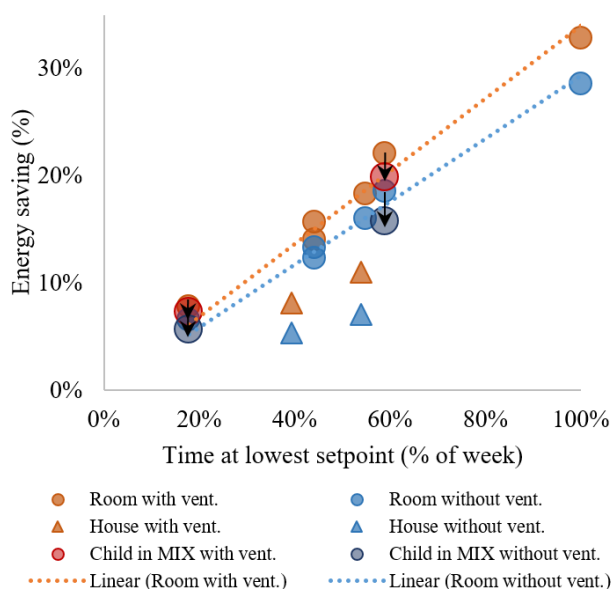 30%
20%
10%
0%
Energy saving (%)
0% 20% 40% 60% 80% 100%
Time at lowest setpoint (% of week)
Room with vent. Room without vent.
House with vent. House without vent.
Child in MIX with vent. Child in MIX without vent.
Linear (Room with vent.) Linear (Room without vent.)